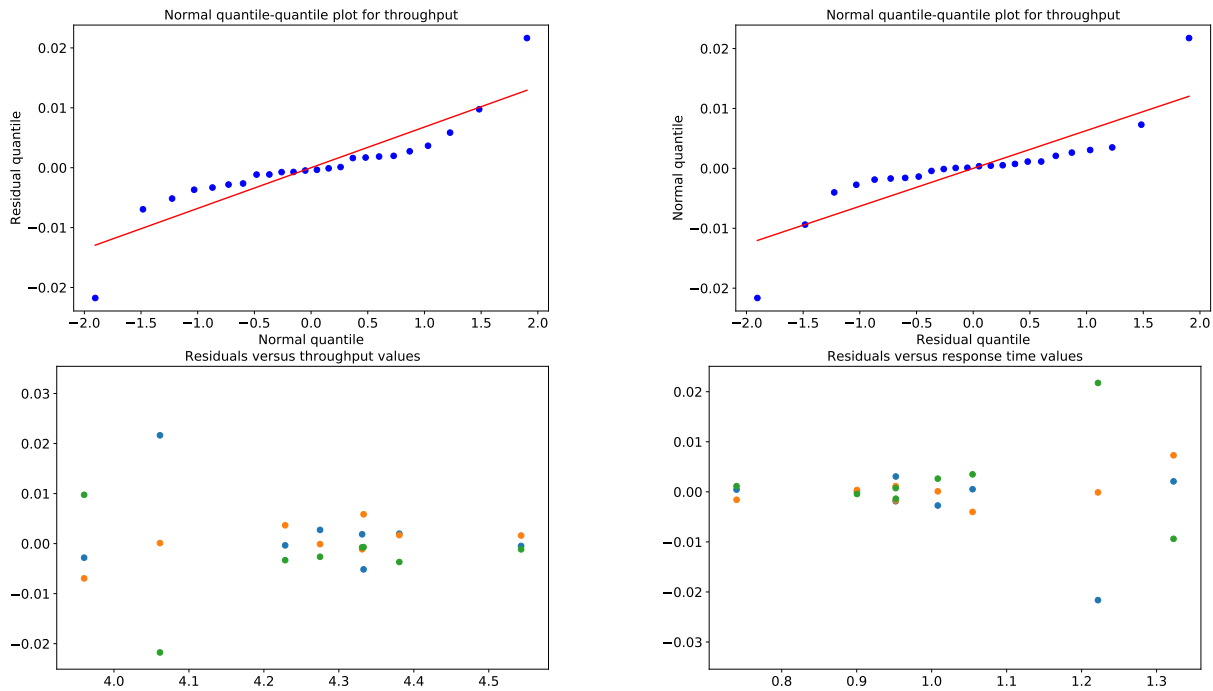 Normal quantile-quantile plot for throughput
0.02
0.01
0.00
−0.01
−0.02
Residual quantile
−2.0 −1.5 −1.0 −0.5 0.0 0.5 1.0 1.5 2.0
Normal quantile
Normal quantile-quantile plot for throughput
0.02
0.01
0.00
−0.01
−0.02
Normal quantile
−2.0 −1.5 −1.0 −0.5 0.0 0.5 1.0 1.5 2.0
Residual quantile
Residuals versus throughput values
0.03
0.02
0.01
0.00
−0.01
−0.02
4.0 4.1 4.2 4.3 4.4 4.5
Residuals versus response time values
0.02
0.01
0.00
−0.01
−0.02
−0.03
0.8 0.9 1.0 1.1 1.2 1.3